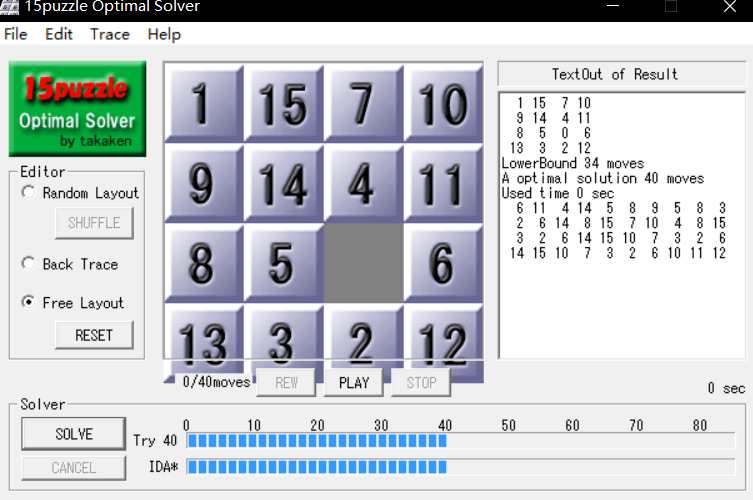 15puzzle Optimal Solver
File Edit Trace Help
15puzzle
Optimal Solver
by takaken
Editor
Random Layout
SHUFFLE
Back Trace
Free Layout
RESET
1 15 7 10
9 14 4 11
8 5 6
13 3 2 12
0/40moves REW PLAY STOP
TextOut of Result
1 15 7 10
9 14 4 11
8 5 0 6
13 3 2 12
LowerBound 34 moves
A optimal solution 40 moves
Used time 0 sec
6 11 4 14 5 8 9 5 8 3
2 6 14 8 15 7 10 4 8 15
3 2 6 14 15 10 7 3 2 6
14 15 10 7 3 2 6 10 11 12
0 sec
Solver
SOLVE
CANCEL
0 10 20 30 40 50 60 70 80
Try 40
IDA*